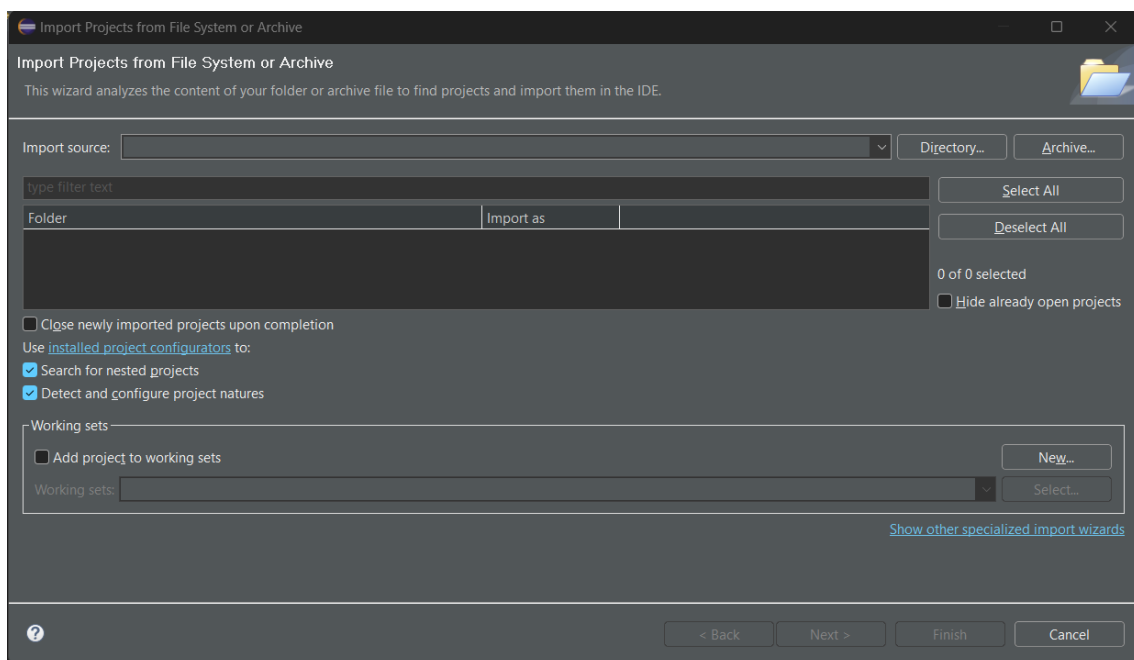 Import Projects from File System or Archive
Import Projects from File System or Archive
This wizard analyzes the content of your folder or archive file to find projects and import them in the IDE.
Import source: Directory... Archive...
type filter text Select All
Folder Import as
Deselect All
0 of 0 selected
Hide already open projects
Close newly imported projects upon completion
Use installed project configurators to:
Search for nested projects
Detect and configure project natures
Working sets
Add project to working sets New...
Working sets: Select...
Show other specialized import wizards
? < Back Next > Finish Cancel